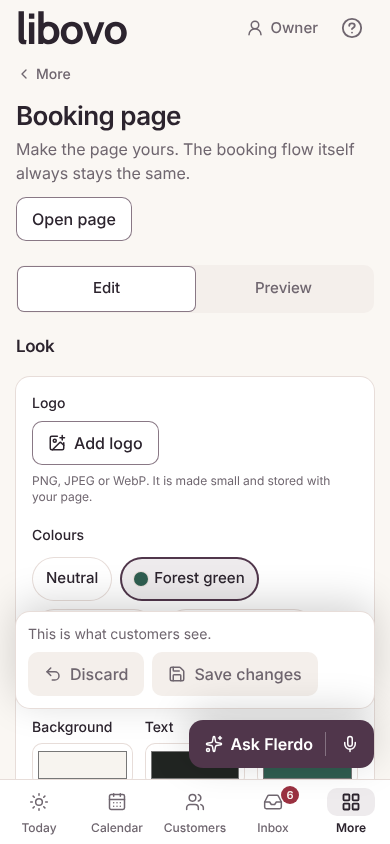 libovo
Owner
More
Booking page
Make the page yours. The booking flow itself
always stays the same.
Open page
Edit
Preview
Look
Logo
Add logo
PNG, JPEG or WebP. It is made small and stored with
your page.
Colours
Neutral
Forest green
This is what customers see.
Discard
Save changes
Background
Text
Ask Flerdo
Today
Calendar
Customers
6
Inbox
More